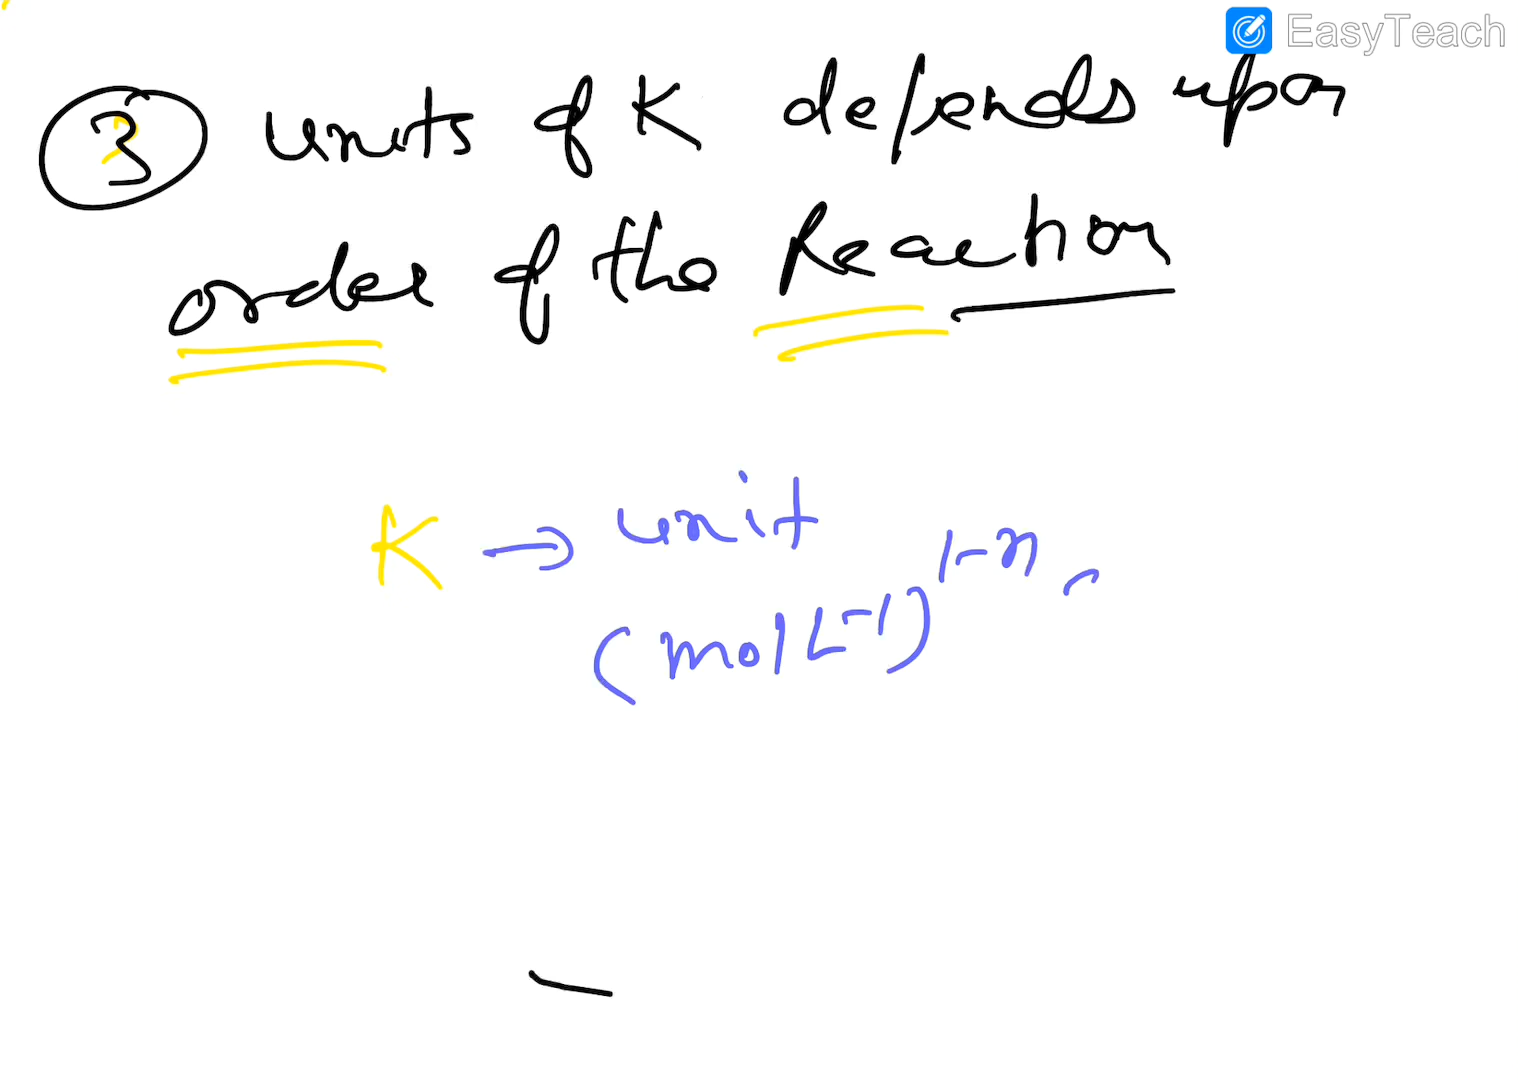 EasyTeach
③ units of K depends upon
order of the Reaction
K → unit
(mol L⁻¹)¹⁻ⁿ